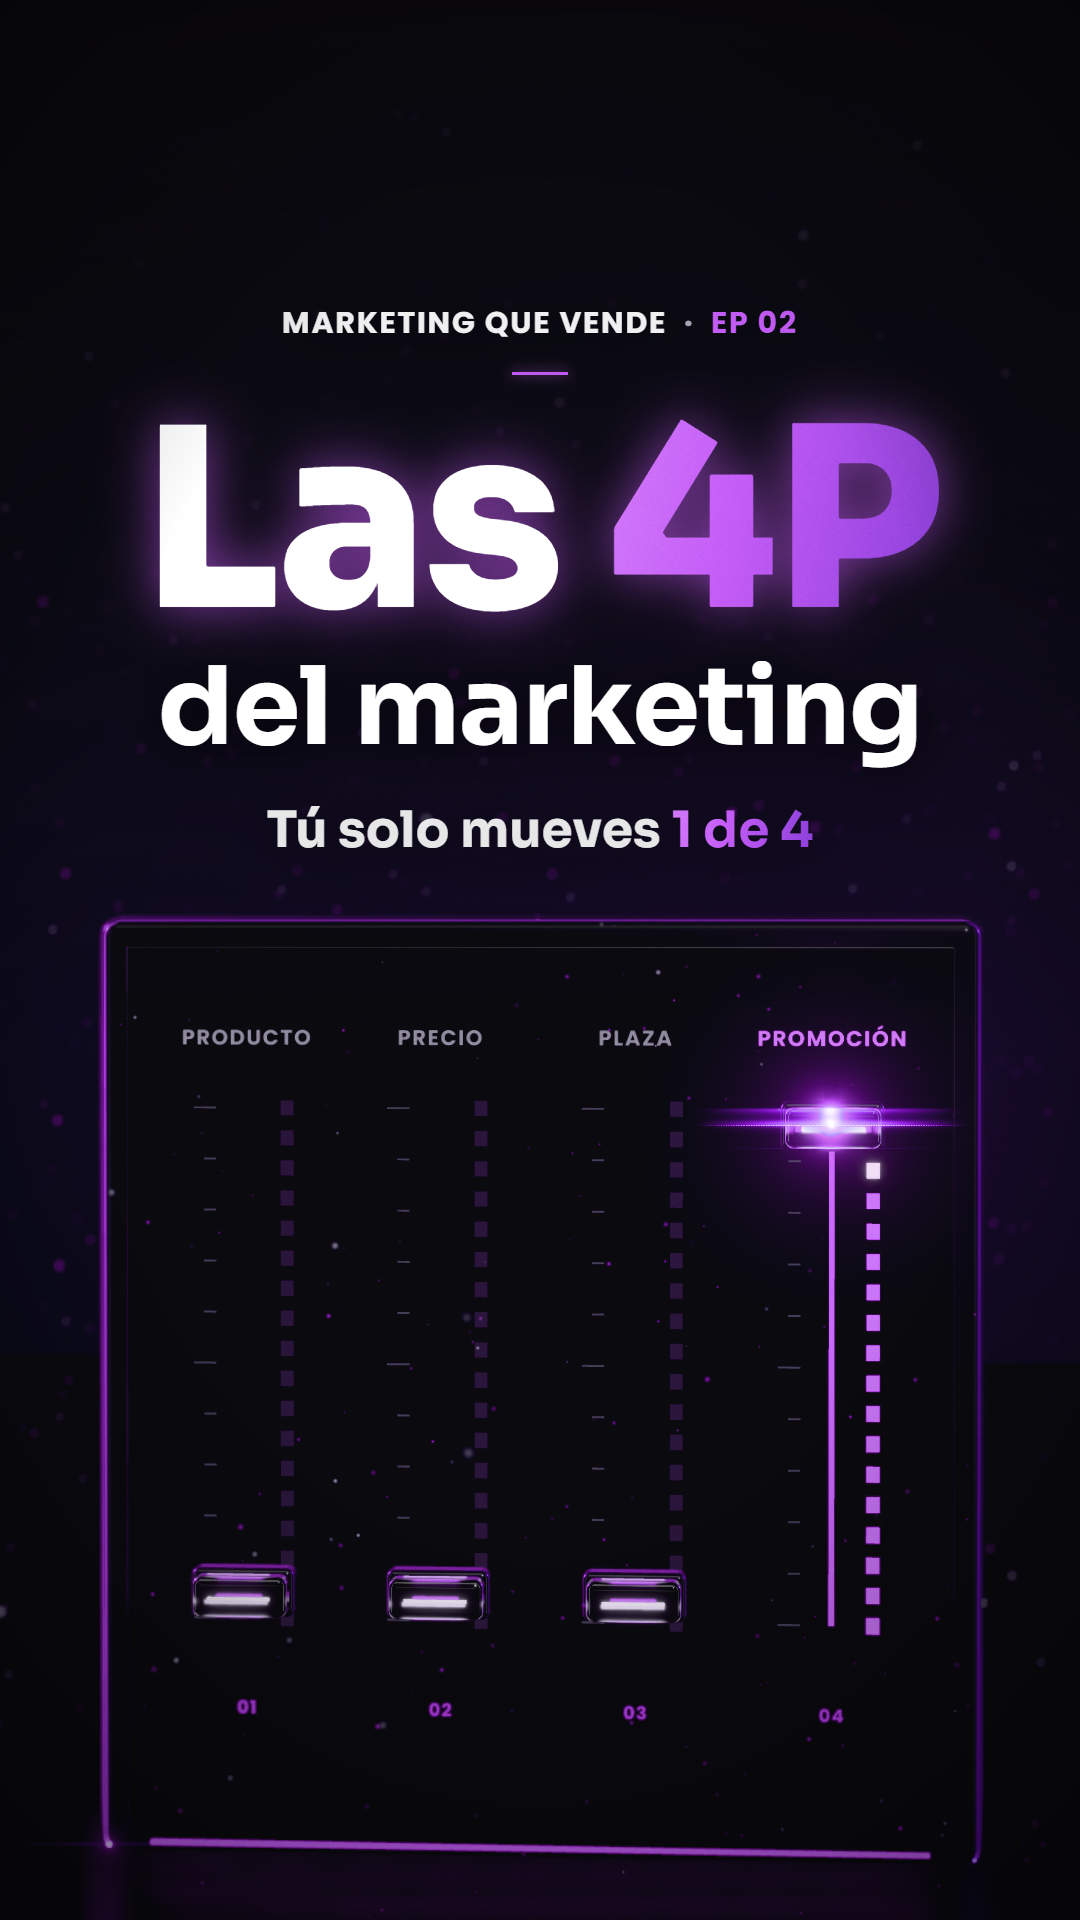 MARKETING QUE VENDE · EP 02
Las 4P
del marketing
Tú solo mueves 1 de 4
PRODUCTO PRECIO PLAZA PROMOCIÓN
01 02 03 04